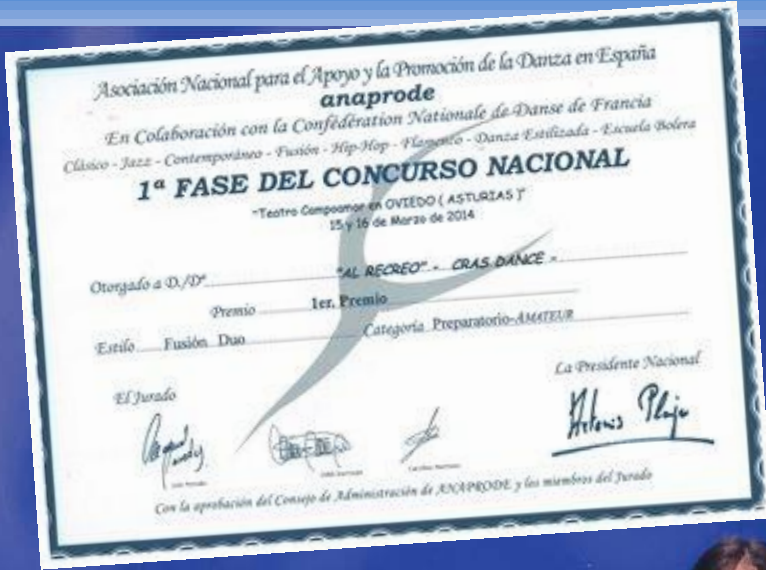 Asociación Nacional para el Apoyo y la Promoción de la Danza en España
anaprode
En Colaboración con la Confédération Nationale de Danse de Francia
Clásico - Jazz - Contemporáneo - Fusión - Hip-Hop - Flamenco - Danza Estilizada - Escuela Bolera
1ª FASE DEL CONCURSO NACIONAL
"Teatro Campoamor en OVIEDO ( ASTURIAS )"
15 y 16 de Marzo de 2014
Otorgado a D./Dª "AL RECREO" - CRAS DANCE -
Premio 1er. Premio
Estilo Fusión Duo Categoría Preparatorio-AMATEUR
El Jurado
La Presidente Nacional
Con la aprobación del Consejo de Administración de ANAPRODE y los miembros del Jurado